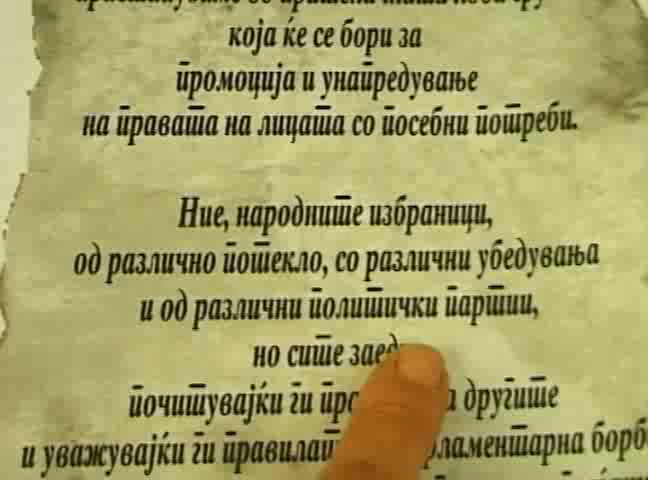 која ќе се бори за
промоција и унапредување
на правата на лицата со посебни потреби.
Ние, народните избраници,
од различно потекло, со различни убедувања
и од различни политички партии,
но сите
почитувајќи ги другите
и уважувајќи ги